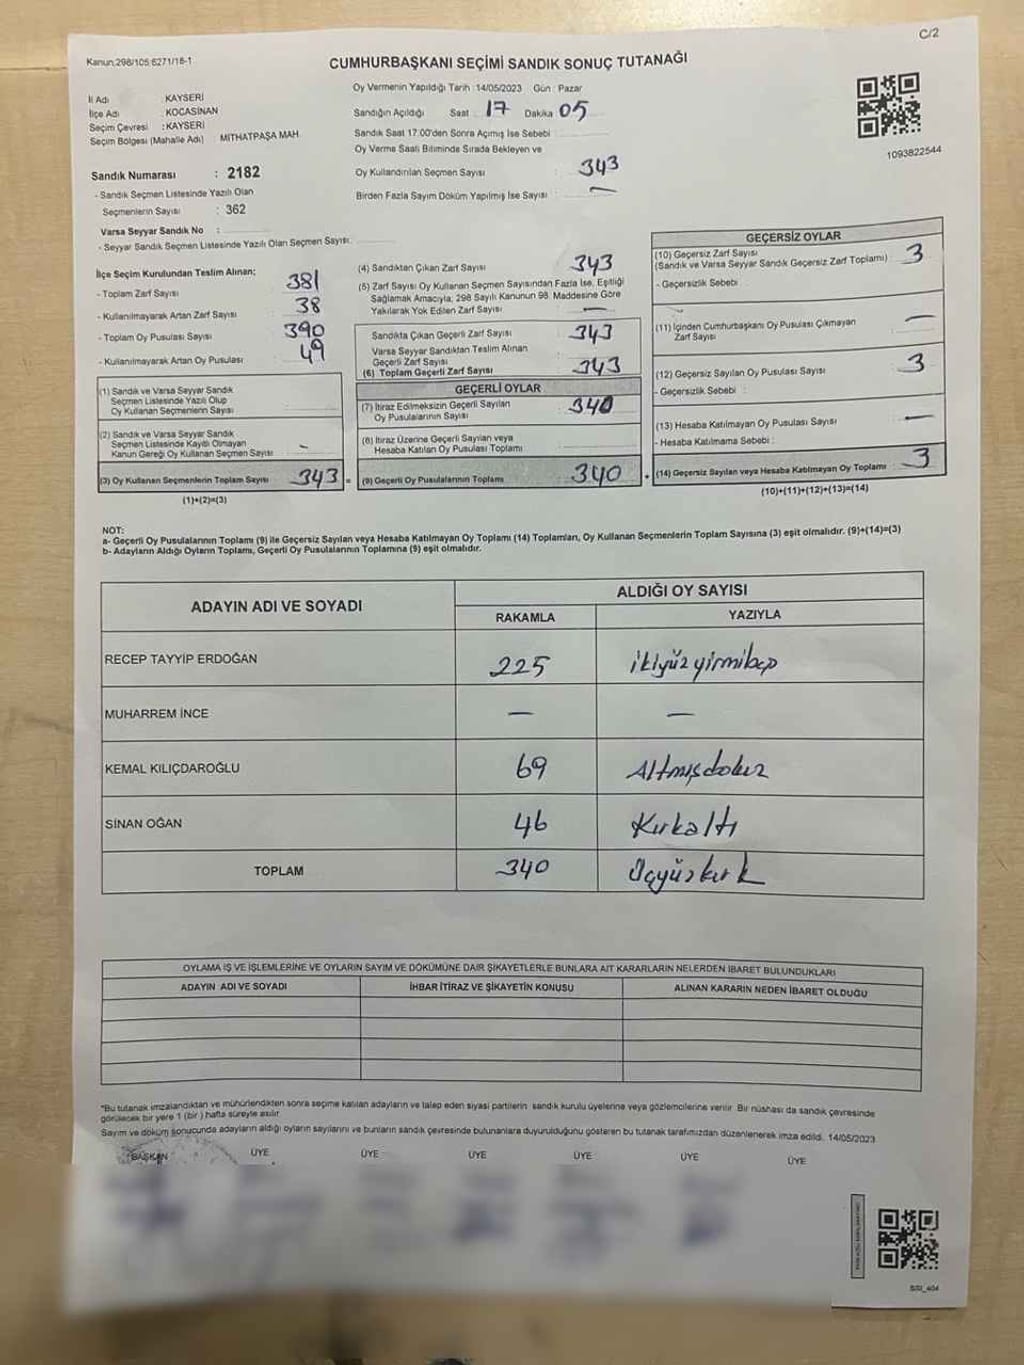 C/2
Kanun;298/105;6271/16-1
CUMHURBAŞKANI SEÇİMİ SANDIK SONUÇ TUTANAĞI
İl Adı : KAYSERİ
İlçe Adı : KOCASİNAN
Seçim Çevresi : KAYSERİ
Seçim Bölgesi (Mahalle Adı) MİTHATPAŞA MAH.
Sandık Numarası : 2182
- Sandık Seçmen Listesinde Yazılı Olan
Seçmenlerin Sayısı : 362
Varsa Seyyar Sandık No :
- Seyyar Sandık Seçmen Listesinde Yazılı Olan Seçmen Sayısı:
Oy Vermenin Yapıldığı Tarih : 14/05/2023 Gün : Pazar
Sandığın Açıldığı Saat 17 Dakika 05
Sandık Saat 17:00'den Sonra Açımış İse Sebebi :
Oy Verme Saati Bitiminde Sırada Bekleyen ve
Oy Kullandırılan Seçmen Sayısı : 343
Birden Fazla Sayım Döküm Yapılmış İse Sayısı : —
1093822544
İlçe Seçim Kurulundan Teslim Alınan;
- Toplam Zarf Sayısı 381
- Kullanılmayarak Artan Zarf Sayısı 38
- Toplam Oy Pusulası Sayısı 390
- Kullanılmayarak Artan Oy Pusulası 49
(1) Sandık ve Varsa Seyyar Sandık
Seçmen Listesinde Yazılı Olup
Oy Kullanan Seçmenlerin Sayısı
(2) Sandık ve Varsa Seyyar Sandık
Seçmen Listesinde Kayıtlı Olmayan
Kanun Gereği Oy Kullanan Seçmen Sayısı —
(3) Oy Kullanan Seçmenlerin Toplam Sayısı 343 =
(1)+(2)=(3)
(4) Sandıktan Çıkan Zarf Sayısı 343
(5) Zarf Sayısı Oy Kullanan Seçmen Sayısından Fazla İse, Eşitliği
Sağlamak Amacıyla; 298 Sayılı Kanunun 98. Maddesine Göre
Yakılarak Yok Edilen Zarf Sayısı —
Sandıkta Çıkan Geçerli Zarf Sayısı 343
Varsa Seyyar Sandıktan Teslim Alınan
Geçerli Zarf Sayısı
(6) Toplam Geçerli Zarf Sayısı 343
GEÇERLİ OYLAR
(7) İtiraz Edilmeksizin Geçerli Sayılan
Oy Pusulalarının Sayısı 340
(8) İtiraz Üzerine Geçerli Sayılan veya
Hesaba Katılan Oy Pusulası Toplamı
(9) Geçerli Oy Pusulalarının Toplamı 340 +
GEÇERSİZ OYLAR
(10) Geçersiz Zarf Sayısı
(Sandık ve Varsa Seyyar Sandık Geçersiz Zarf Toplamı) 3
- Geçersizlik Sebebi :
(11) İçinden Cumhurbaşkanı Oy Pusulası Çıkmayan
Zarf Sayısı —
(12) Geçersiz Sayılan Oy Pusulası Sayısı 3
- Geçersizlik Sebebi :
(13) Hesaba Katılmayan Oy Pusulası Sayısı —
- Hesaba Katılmama Sebebi :
(14) Geçersiz Sayılan veya Hesaba Katılmayan Oy Toplamı 3
(10)+(11)+(12)+(13)=(14)
NOT:
a- Geçerli Oy Pusulalarının Toplamı (9) ile Geçersiz Sayılan veya Hesaba Katılmayan Oy Toplamı (14) Toplamları, Oy Kullanan Seçmenlerin Toplam Sayısına (3) eşit olmalıdır. (9)+(14)=(3)
b- Adayların Aldığı Oyların Toplamı, Geçerli Oy Pusulalarının Toplamına (9) eşit olmalıdır.
ADAYIN ADI VE SOYADI
ALDIĞI OY SAYISI
RAKAMLA YAZIYLA
RECEP TAYYİP ERDOĞAN 225 ikiyüzyirmibeş
MUHARREM İNCE — —
KEMAL KILIÇDAROĞLU 69 Altmışdokuz
SİNAN OĞAN 46 Kırkaltı
TOPLAM 340 Üçyüzkırk
OYLAMA İŞ VE İŞLEMLERİNE VE OYLARIN SAYIM VE DÖKÜMÜNE DAİR ŞİKAYETLERLE BUNLARA AİT KARARLARIN NELERDEN İBARET BULUNDUKLARI
ADAYIN ADI VE SOYADI İHBAR İTİRAZ VE ŞİKAYETİN KONUSU ALINAN KARARIN NEDEN İBARET OLDUĞU
*Bu tutanak imzalandıktan ve mühürlendikten sonra seçime katılan adayların ve talep eden siyasi partilerin sandık kurulu üyelerine veya gözlemcilerine verilir. Bir nüshası da sandık çevresinde
görülecek bir yere 1 (bir ) hafta süreyle asılır.
Sayım ve döküm sonucunda adayların aldığı oyların sayılarını ve bunların sandık çevresinde bulunanlara duyurulduğunu gösteren bu tutanak tarafımızdan düzenlenerek imza edildi. 14/05/2023
BAŞKAN ÜYE ÜYE ÜYE ÜYE ÜYE ÜYE